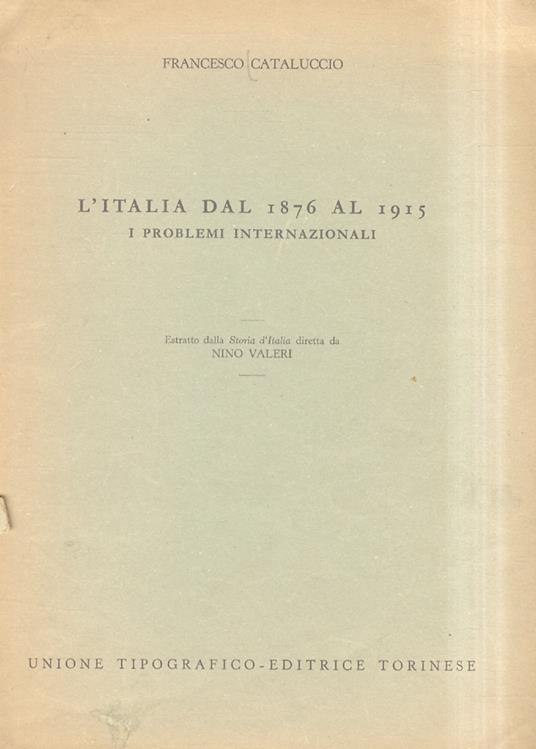 FRANCESCO CATALUCCIO
L'ITALIA DAL 1876 AL 1915
I PROBLEMI INTERNAZIONALI
Estratto dalla Storia d'Italia diretta da
NINO VALERI
UNIONE TIPOGRAFICO-EDITRICE TORINESE